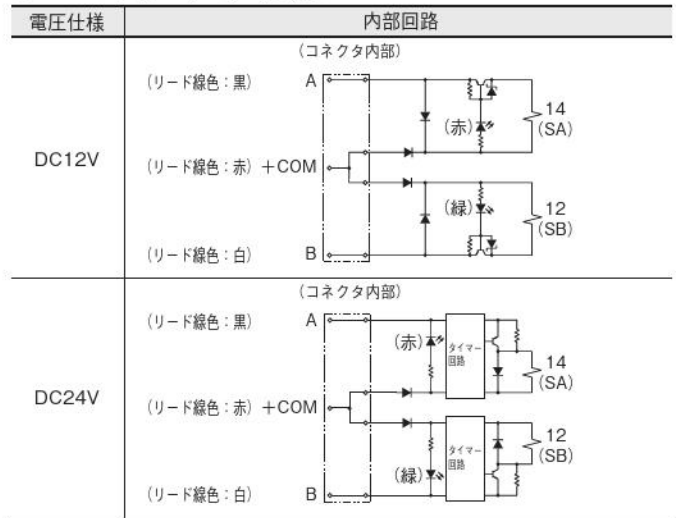 電圧仕様 内部回路
(コネクタ内部)
(リード線色:黒) A
14
(赤)
(SA)
DC12V (リード線色:赤) +COM
12
(緑)
(SB)
(リード線色:白) B
(コネクタ内部)
(リード線色:黒) A
(赤)
タイマー
回路
14
(SA)
DC24V (リード線色:赤) +COM
12
タイマー
(SB)
回路
(緑)
(リード線色:白) B